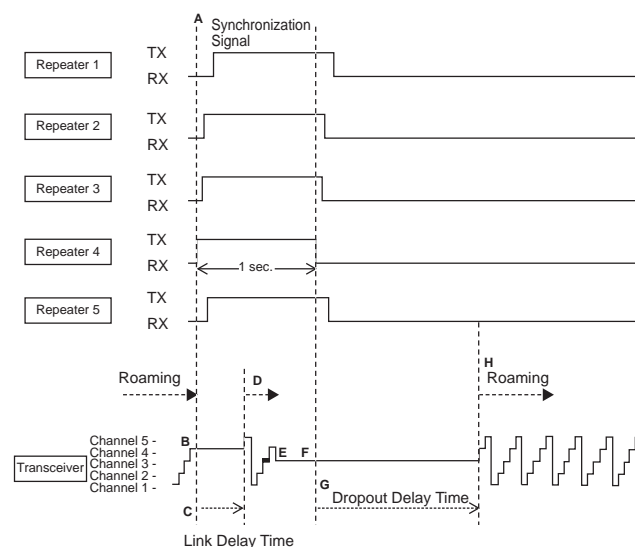 A
Synchronization
Signal
Repeater 1
TX
RX
Repeater 2
TX
RX
Repeater 3
TX
RX
Repeater 4
TX
RX
1 sec.
Repeater 5
TX
RX
H
Roaming
D
Roaming
Transceiver
Channel 5 -
Channel 4 -
Channel 3 -
Channel 2 -
Channel 1 -
B
E
F
G
C
Dropout Delay Time
Link Delay Time